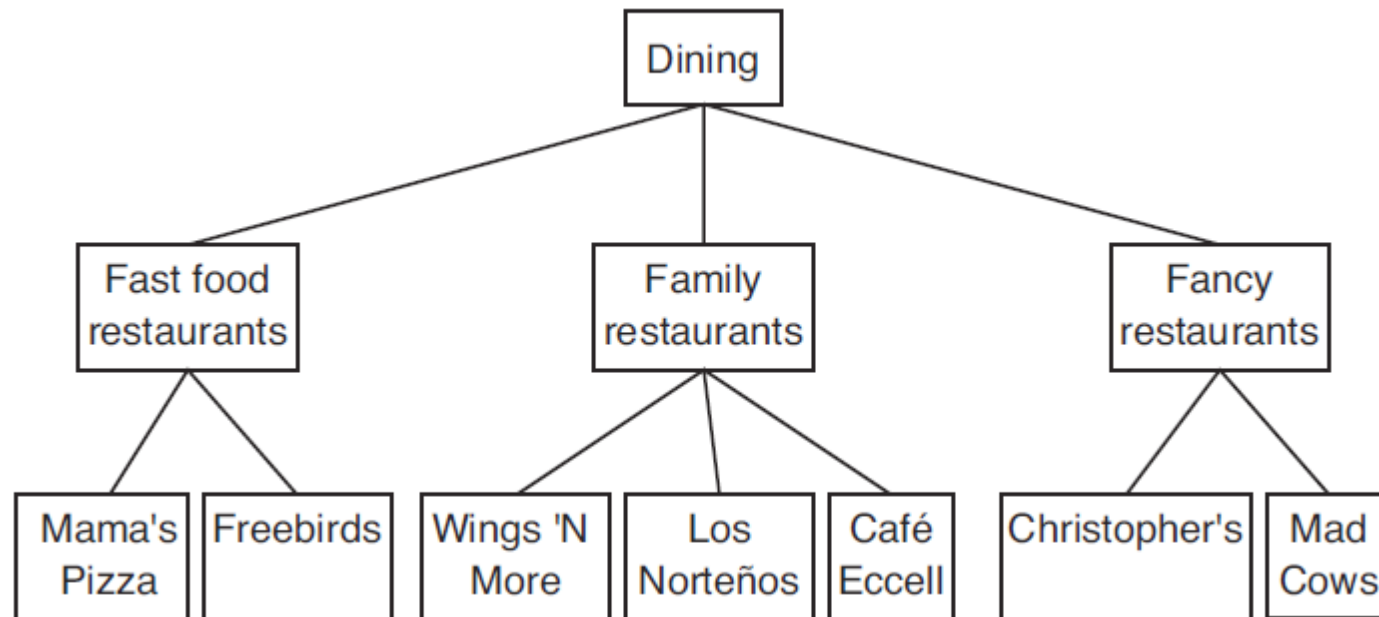 Dining
Fast food
restaurants
Family
restaurants
Fancy
restaurants
Mama's
Pizza
Freebirds
Wings 'N
More
Los
Norteños
Café
Eccell
Christopher's
Mad
Cows